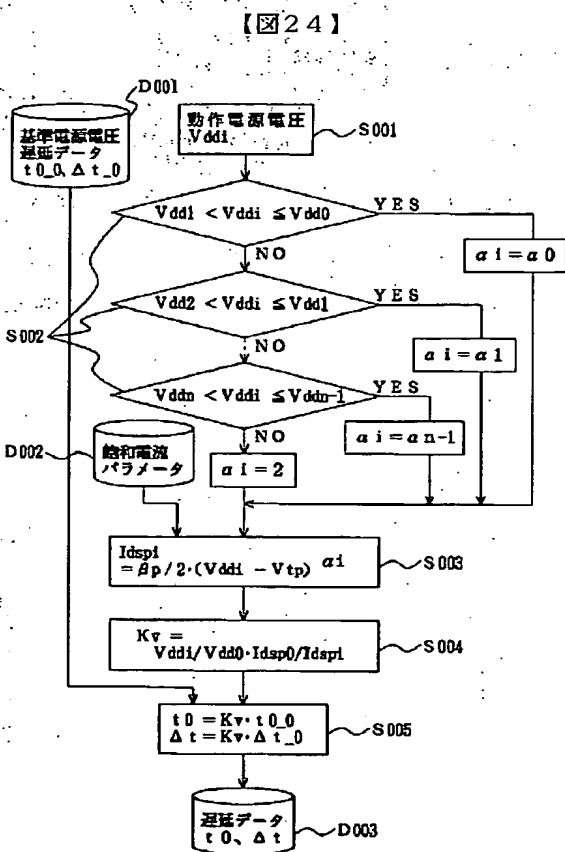 【図24】
D001
基準電源電圧
遅延データ
t0_0、Δt_0
動作電源電圧
Vddi
S001
Vdd1 < Vddi ≤ Vdd0
YES
NO
αi=α0
Vdd2 < Vddi ≤ Vdd1
YES
NO
αi=α1
S002
Vddn < Vddi ≤ Vddn-1
YES
NO
αi=αn-1
D002
飽和電流
パラメータ
αi=2
Idspi
=βp/2·(Vddi - Vtp) αi
S003
Kv =
Vddi/Vdd0·Idsp0/Idspi
S004
t0 = Kv·t0_0
Δt = Kv·Δt_0
S005
遅延データ
t0、Δt
D003